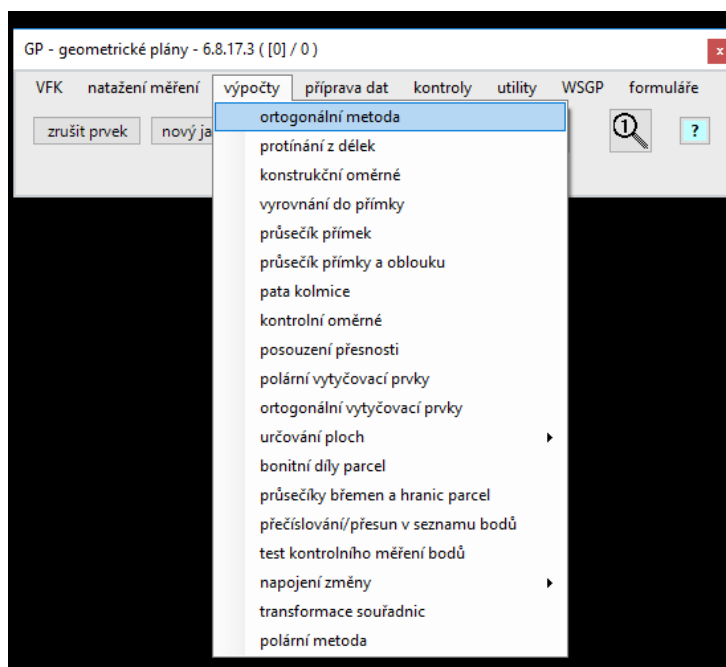 GP - geometrické plány - 6.8.17.3 ( [0] / 0 ) x
VFK natažení měření výpočty příprava dat kontroly utility WSGP formuláře
zrušit prvek nový ja 1 ?
ortogonální metoda
protínání z délek
konstrukční oměrné
vyrovnání do přímky
průsečík přímek
průsečík přímky a oblouku
pata kolmice
kontrolní oměrné
posouzení přesnosti
polární vytyčovací prvky
ortogonální vytyčovací prvky
určování ploch
bonitní díly parcel
průsečíky břemen a hranic parcel
přečíslování/přesun v seznamu bodů
test kontrolního měření bodů
napojení změny
transformace souřadnic
polární metoda